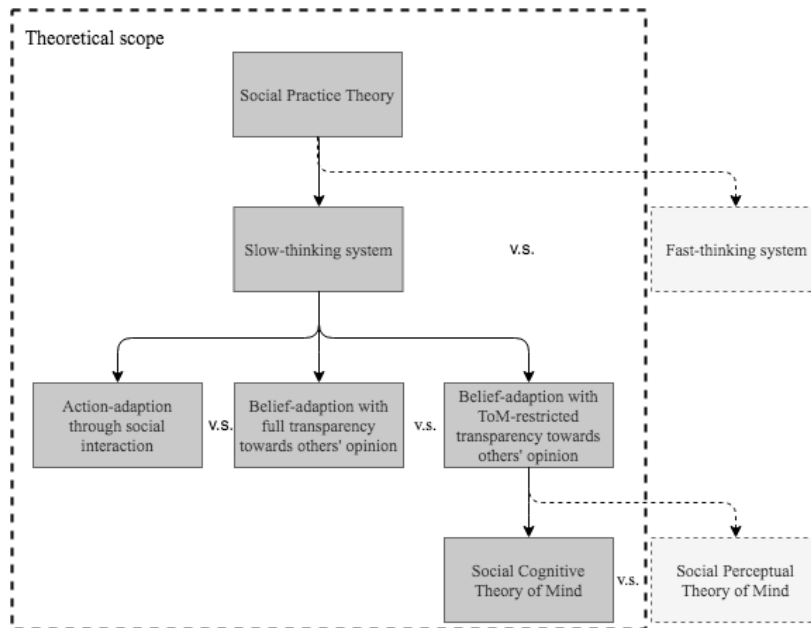 Theoretical scope
Social Practice Theory
Slow-thinking system
v.s.
Fast-thinking system
Action-adaption
through social
interaction
v.s.
Belief-adaption with
full transparency
towards others' opinion
v.s.
Belief-adaption with
ToM-restricted
transparency towards
others' opinion
Social Cognitive
Theory of Mind
v.s.
Social Perceptual
Theory of Mind